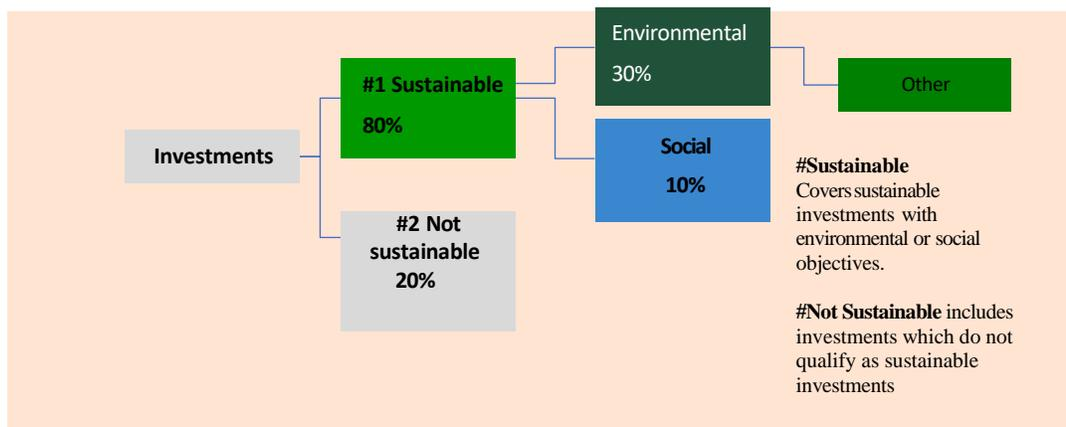 Investments
#1 Sustainable
80%
#2 Not
sustainable
20%
Environmental
30%
Social
10%
Other
#Sustainable
Covers sustainable
investments with
environmental or social
objectives.
#Not Sustainable includes
investments which do not
qualify as sustainable
investments